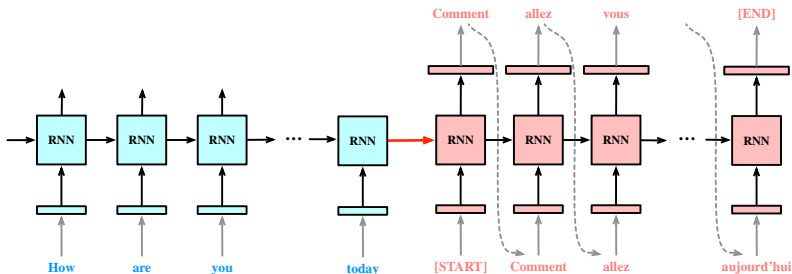 Comment allez vous [END]
RNN RNN RNN ... RNN RNN RNN RNN ... RNN
How are you today [START] Comment allez aujourd'hui